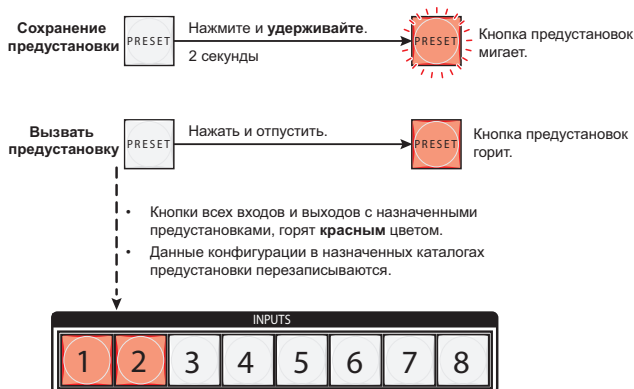 Сохранение
предустановки
PRESET
Нажмите и удерживайте.
2 секунды
PRESET
Кнопка предустановок
мигает.
Вызвать
предустановку
PRESET
Нажать и отпустить.
PRESET
Кнопка предустановок
горит.
• Кнопки всех входов и выходов с назначенными
предустановками, горят красным цветом.
• Данные конфигурации в назначенных каталогах
предустановки перезаписываются.
INPUTS
1 2 3 4 5 6 7 8